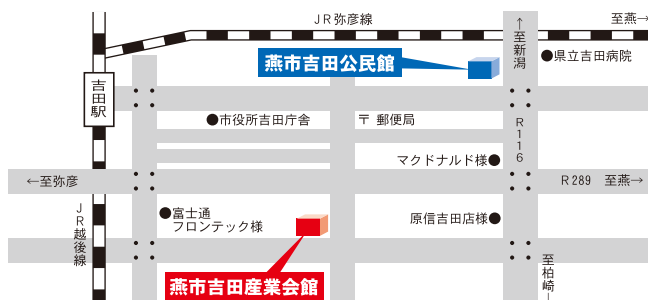 JR弥彦線
至燕→
←至新潟
燕市吉田公民館
県立吉田病院
吉田駅
市役所吉田庁舎
〒 郵便局
R116
マクドナルド様
←至弥彦
R289 至燕→
富士通
フロンテック様
原信吉田店様
JR越後線
至柏崎→
燕市吉田産業会館